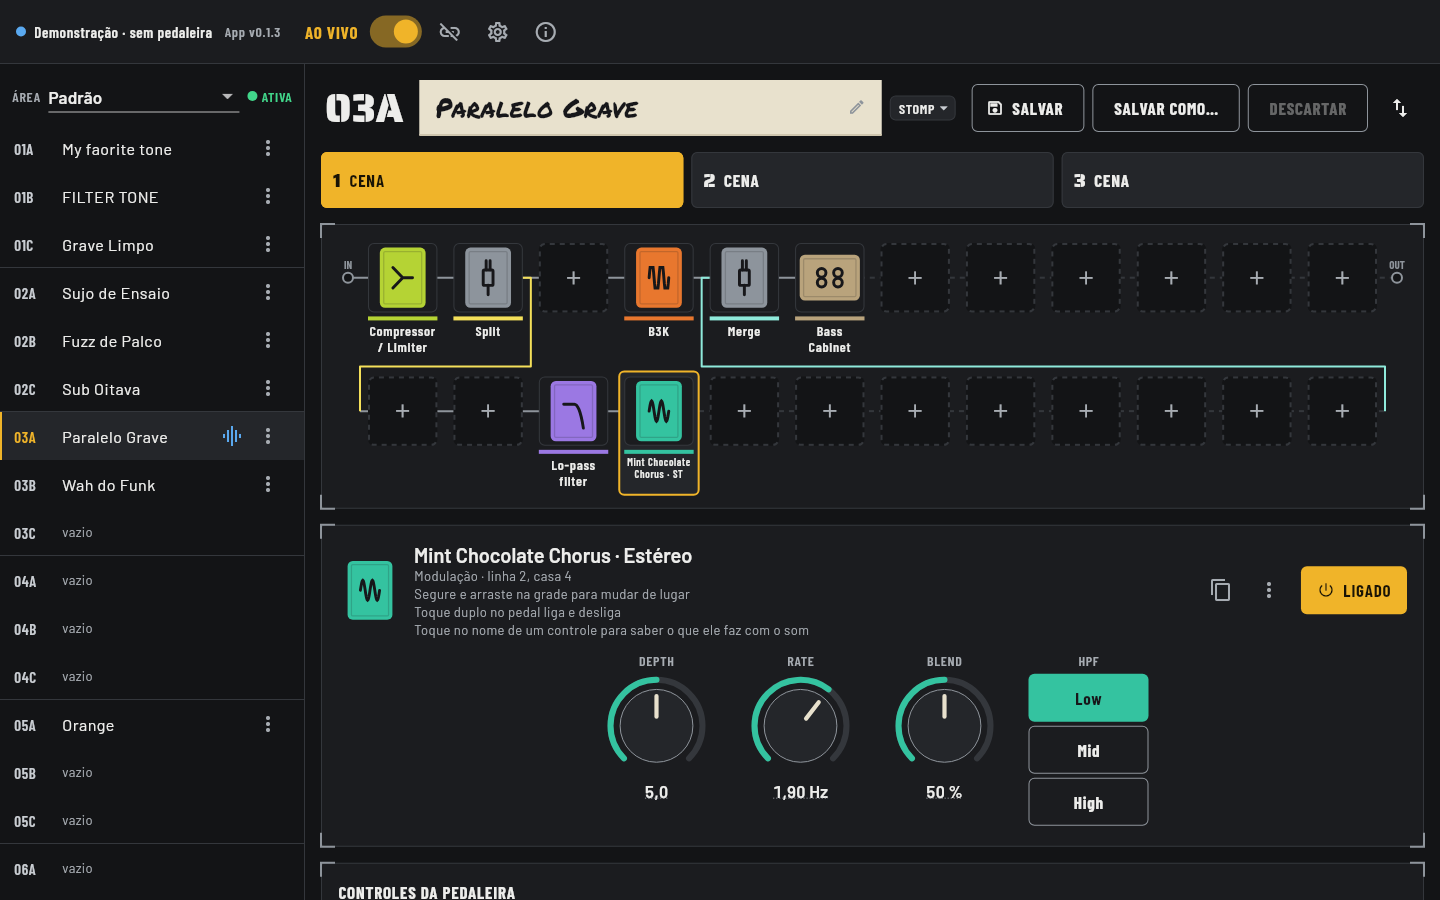 Demonstração · sem pedaleira App v0.1.3 AO VIVO
ÁREA Padrão ATIVA
01A My faorite tone
01B FILTER TONE
01C Grave Limpo
02A Sujo de Ensaio
02B Fuzz de Palco
02C Sub Oitava
03A Paralelo Grave
03B Wah do Funk
03C vazio
04A vazio
04B vazio
04C vazio
05A Orange
05B vazio
05C vazio
06A vazio
03A Paralelo Grave STOMP SALVAR SALVAR COMO... DESCARTAR
1 CENA
2 CENA
3 CENA
IN
OUT
Compressor
/ Limiter
Split
B3K
Merge
Bass
Cabinet
Lo-pass
filter
Mint Chocolate
Chorus · ST
Mint Chocolate Chorus · Estéreo
Modulação · linha 2, casa 4
Segure e arraste na grade para mudar de lugar
Toque duplo no pedal liga e desliga
Toque no nome de um controle para saber o que ele faz com o som
LIGADO
DEPTH RATE BLEND HPF
Low
Mid
High
5,0 1,90 Hz 50 %
CONTROLES DA PEDALEIRA